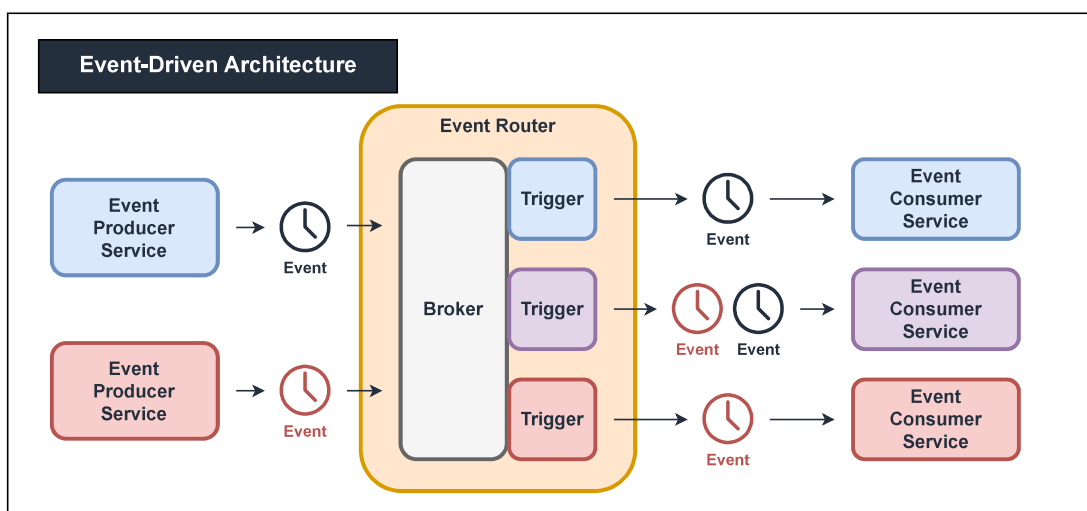 Event-Driven Architecture
Event Router
Event
Producer
Service
Event
Event
Producer
Service
Event
Broker
Trigger
Trigger
Trigger
Event
Event
Event
Event
Event
Consumer
Service
Event
Consumer
Service
Event
Consumer
Service